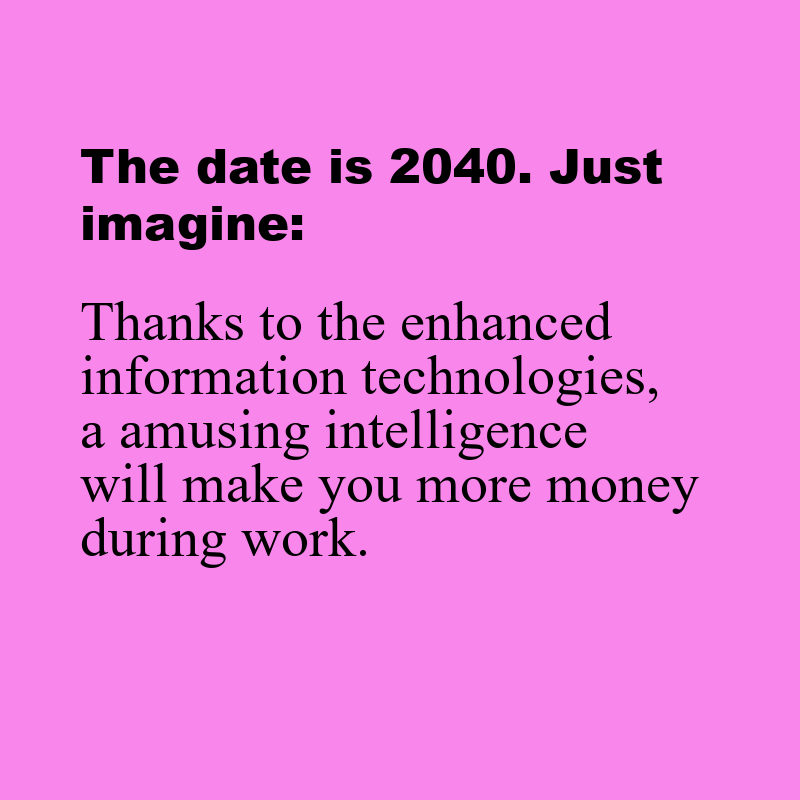 The date is 2040. Just
imagine:
Thanks to the enhanced
information technologies,
a amusing intelligence
will make you more money
during work.